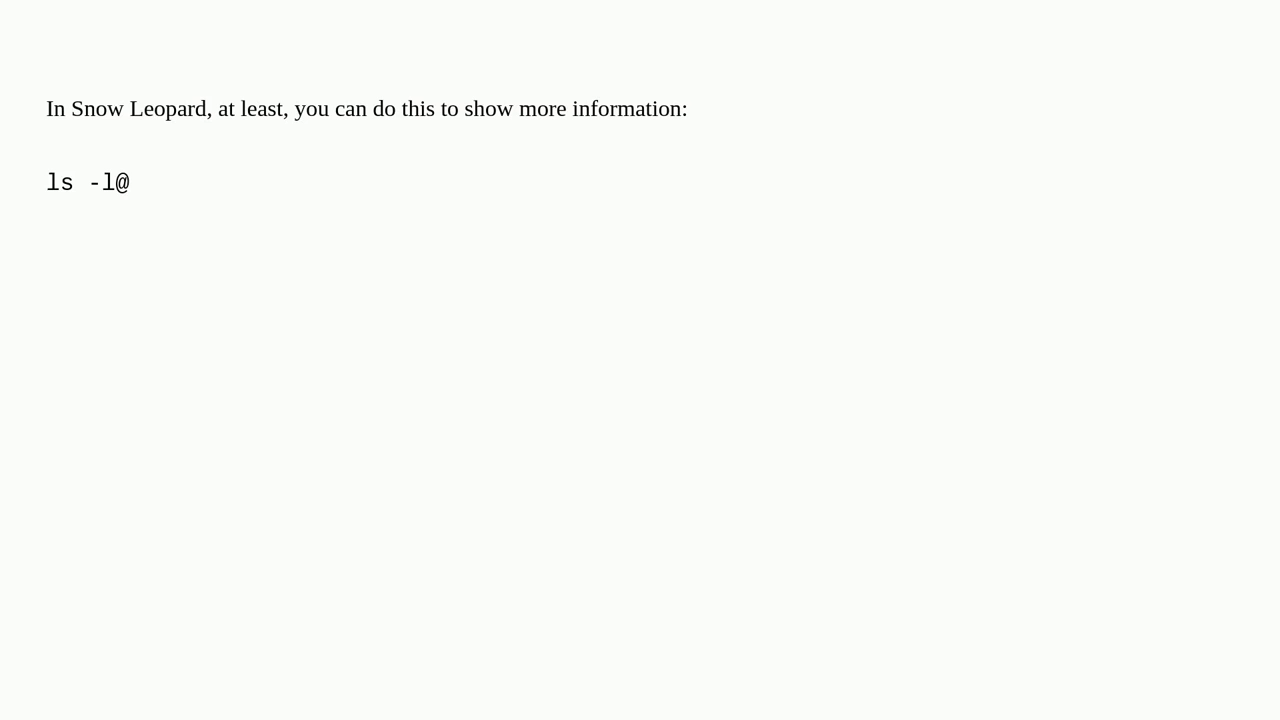 In Snow Leopard, at least, you can do this to show more information:
ls -l@